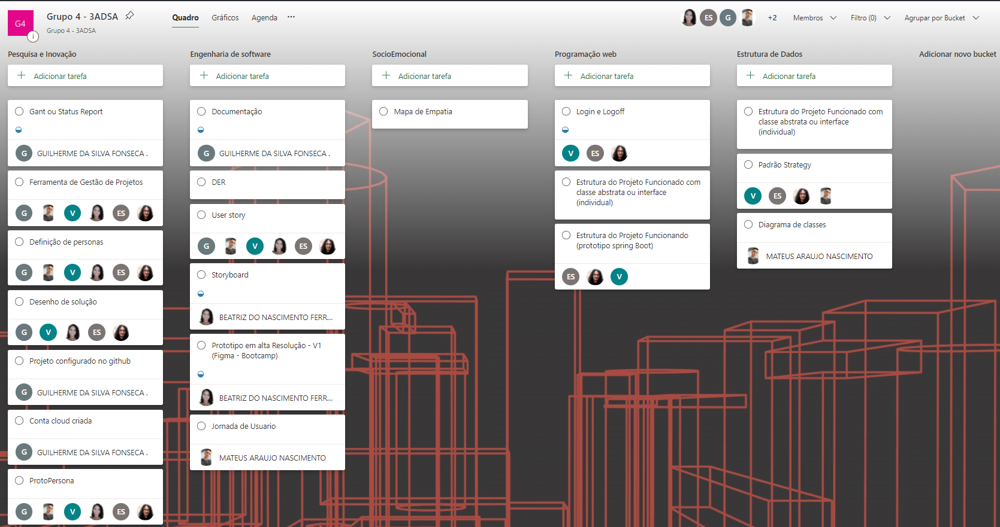 G4
Grupo 4 - 3ADSA
Grupo 4 - 3ADSA
i
Quadro
Gráficos
Agenda
ES
G
+2
Membros
Filtro (0)
Agrupar por Bucket
Pesquisa e Inovação
Adicionar tarefa
Gant ou Status Report
G
GUILHERME DA SILVA FONSECA .
Ferramenta de Gestão de Projetos
G
V
ES
Definição de personas
G
V
ES
Desenho de solução
G
V
ES
Projeto configurado no github
G
GUILHERME DA SILVA FONSECA .
Conta cloud criada
G
GUILHERME DA SILVA FONSECA .
ProtoPersona
G
V
ES
Engenharia de software
Adicionar tarefa
Documentação
G
GUILHERME DA SILVA FONSECA .
DER
User story
G
V
ES
Storyboard
BEATRIZ DO NASCIMENTO FERR...
Prototipo em alta Resolução - V1
(Figma - Bootcamp)
BEATRIZ DO NASCIMENTO FERR...
Jornada de Usuario
MATEUS ARAUJO NASCIMENTO
SocioEmocional
Adicionar tarefa
Mapa de Empatia
Programação web
Adicionar tarefa
Login e Logoff
V
ES
Estrutura do Projeto Funcionado com
classe abstrata ou interface
(individual)
Estrutura do Projeto Funcionando
(prototipo spring Boot)
ES
V
Estrutura de Dados
Adicionar tarefa
Estrutura do Projeto Funcionado com
classe abstrata ou interface
(individual)
Padrão Strategy
V
ES
Diagrama de classes
MATEUS ARAUJO NASCIMENTO
Adicionar novo bucket